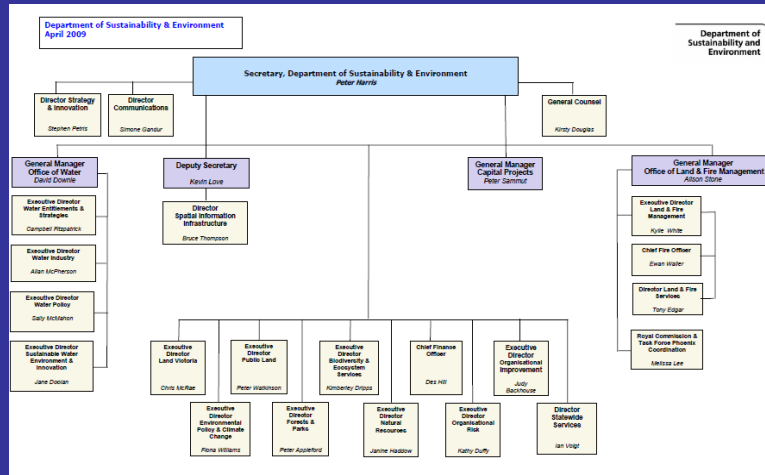 Department of Sustainability & Environment
April 2009
Department of
Sustainability and
Environment
Secretary, Department of Sustainability & Environment
Peter Harris
Director Strategy
& Innovation
Stephen Petris
Director
Communications
Simone Gandur
General Counsel
Kirsty Douglas
General Manager
Office of Water
David Downie
Deputy Secretary
Kevin Love
General Manager
Capital Projects
Peter Sammut
General Manager
Office of Land & Fire Management
Alison Stone
Executive Director
Water Entitlements &
Strategies
Campbell Fitzpatrick
Director
Spatial Information
Infrastructure
Bruce Thompson
Executive Director
Land & Fire
Management
Kylie White
Executive Director
Water Industry
Allan McPherson
Chief Fire Officer
Ewan Waller
Executive Director
Water Policy
Sally McMahon
Director Land & Fire
Services
Tony Edgar
Executive Director
Sustainable Water
Environment &
Innovation
Jane Doolan
Royal Commission &
Task Force Phoenix
Coordination
Melissa Lee
Executive
Director
Land Victoria
Chris McRae
Executive
Director
Public Land
Peter Watkinson
Executive
Director
Biodiversity &
Ecosystem
Services
Kimberley Dripps
Chief Finance
Officer
Des Hill
Executive
Director
Organisational
Improvement
Judy
Backhouse
Executive
Director
Environmental
Policy & Climate
Change
Fiona Williams
Executive
Director
Forests &
Parks
Peter Appleford
Executive
Director
Natural
Resources
Janine Haddow
Executive
Director
Organisational
Risk
Kathy Duffy
Director
Statewide
Services
Ian Voigt